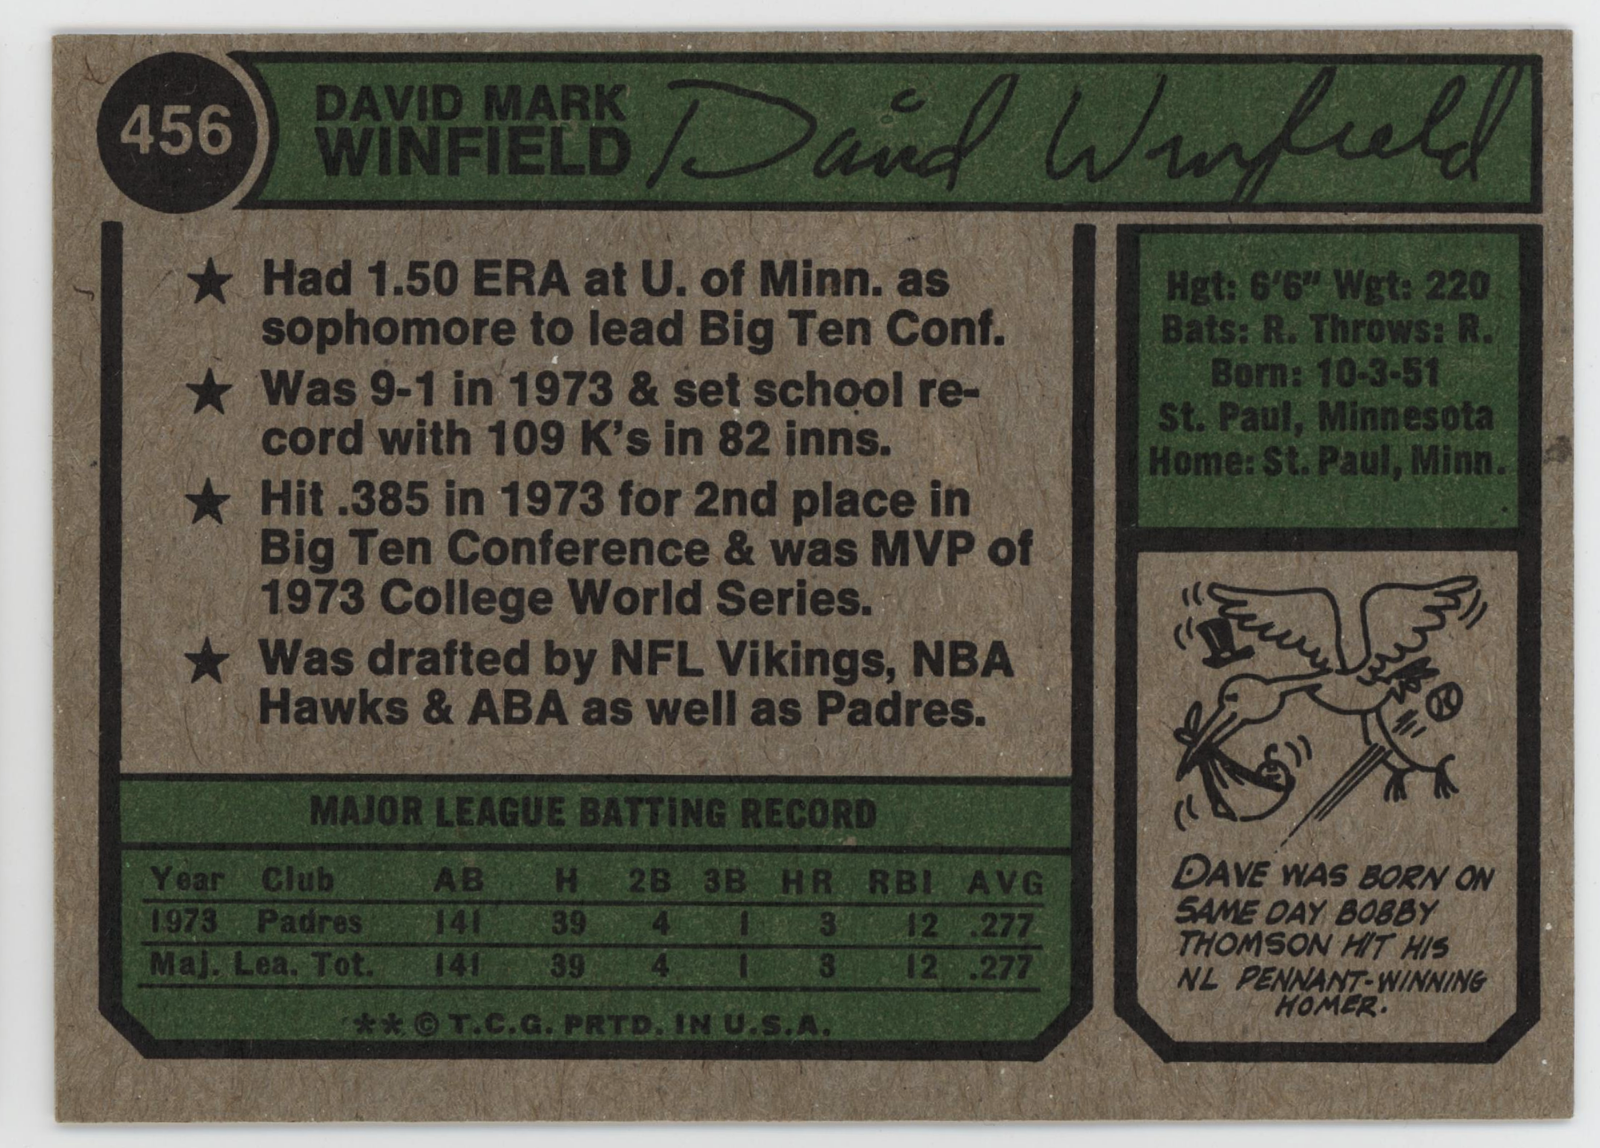 456
DAVID MARK
WINFIELD
David Winfield
★ Had 1.50 ERA at U. of Minn. as
sophomore to lead Big Ten Conf.
★ Was 9-1 in 1973 & set school re-
cord with 109 K's in 82 inns.
★ Hit .385 in 1973 for 2nd place in
Big Ten Conference & was MVP of
1973 College World Series.
★ Was drafted by NFL Vikings, NBA
Hawks & ABA as well as Padres.
MAJOR LEAGUE BATTING RECORD
Year Club AB H 2B 3B HR RBI AVG
1973 Padres 141 39 4 1 3 12 .277
Maj. Lea. Tot. 141 39 4 1 3 12 .277
** © T.C.G. PRTD. IN U.S.A.
Hgt: 6'6" Wgt: 220
Bats: R. Throws: R.
Born: 10-3-51
St. Paul, Minnesota
Home: St. Paul, Minn.
DAVE WAS BORN ON
SAME DAY BOBBY
THOMSON HIT HIS
NL PENNANT-WINNING
HOMER.